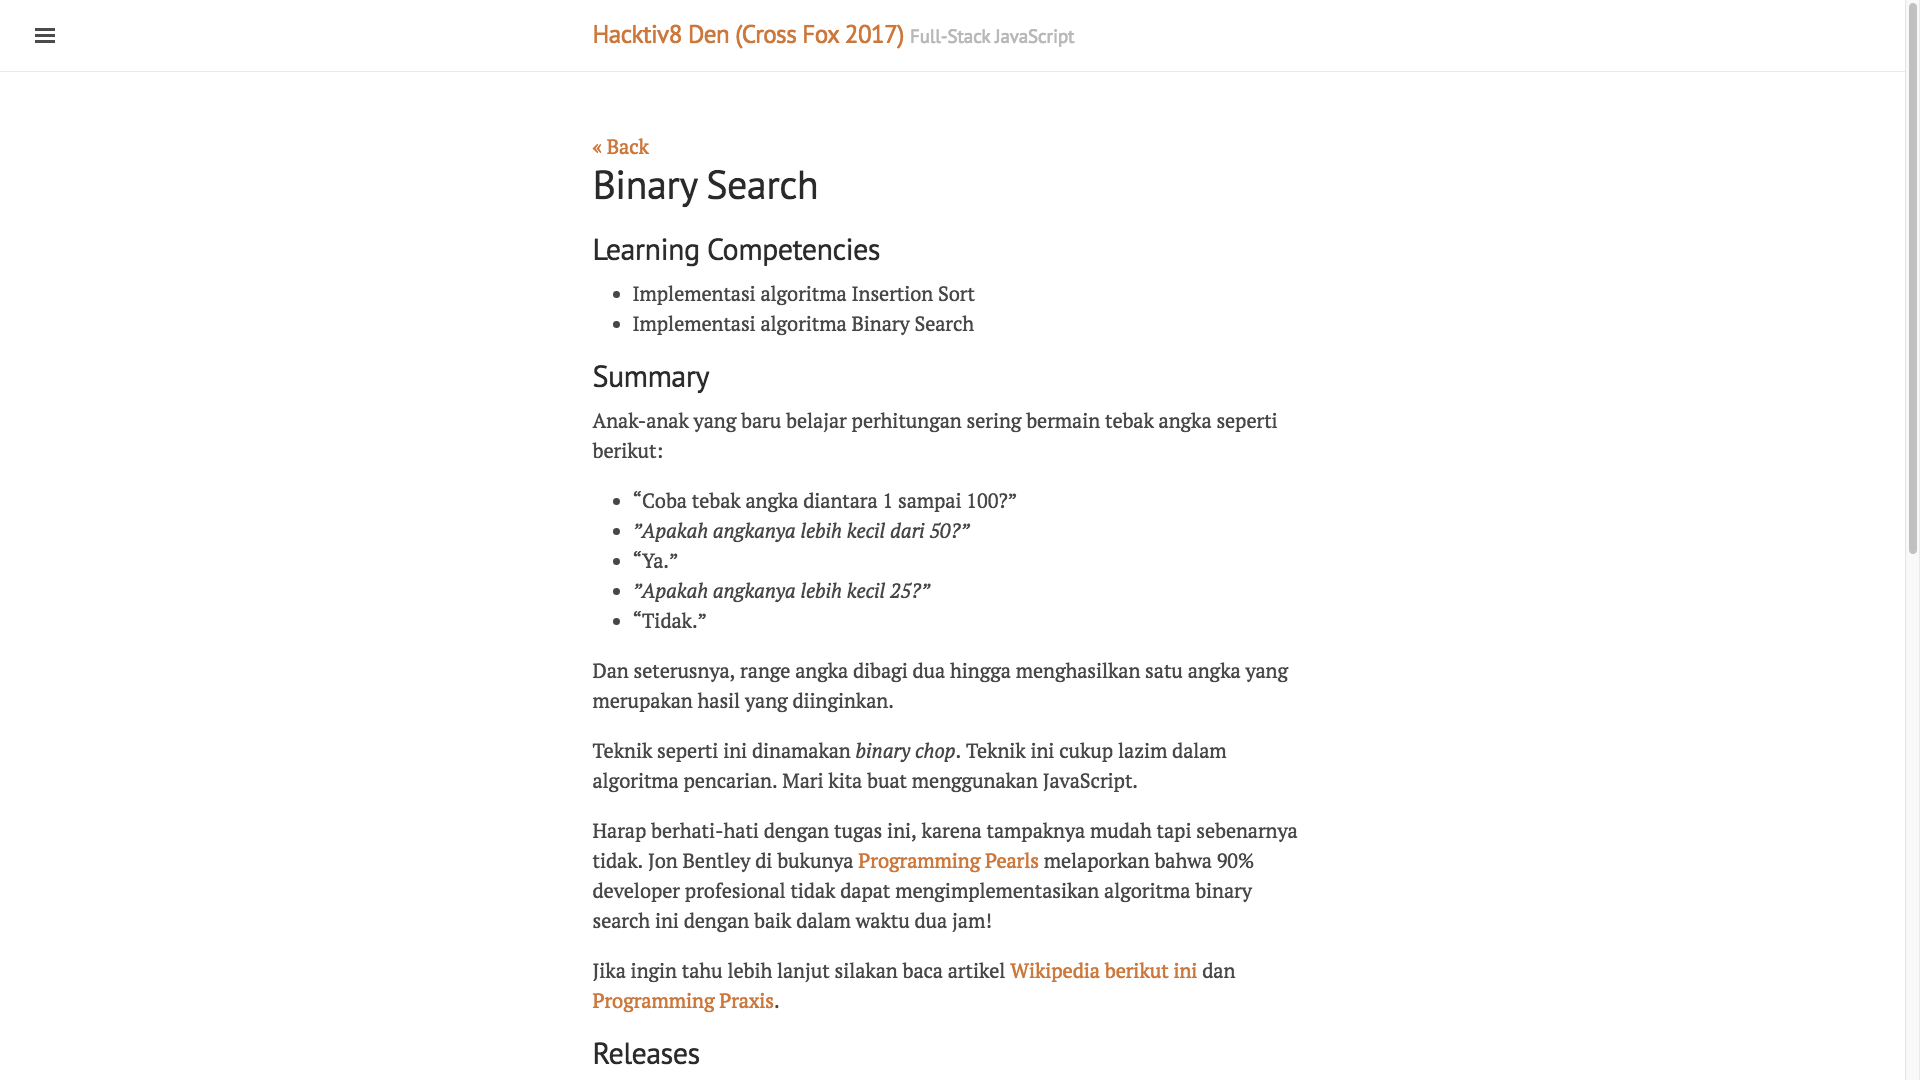 Hacktiv8 Den (Cross Fox 2017) Full-Stack JavaScript
« Back
Binary Search
Learning Competencies
• Implementasi algoritma Insertion Sort
• Implementasi algoritma Binary Search
Summary
Anak-anak yang baru belajar perhitungan sering bermain tebak angka seperti
berikut:
• “Coba tebak angka diantara 1 sampai 100?”
• ”Apakah angkanya lebih kecil dari 50?”
• “Ya.”
• ”Apakah angkanya lebih kecil 25?”
• “Tidak.”
Dan seterusnya, range angka dibagi dua hingga menghasilkan satu angka yang
merupakan hasil yang diinginkan.
Teknik seperti ini dinamakan binary chop. Teknik ini cukup lazim dalam
algoritma pencarian. Mari kita buat menggunakan JavaScript.
Harap berhati-hati dengan tugas ini, karena tampaknya mudah tapi sebenarnya
tidak. Jon Bentley di bukunya Programming Pearls melaporkan bahwa 90%
developer profesional tidak dapat mengimplementasikan algoritma binary
search ini dengan baik dalam waktu dua jam!
Jika ingin tahu lebih lanjut silakan baca artikel Wikipedia berikut ini dan
Programming Praxis.
Releases